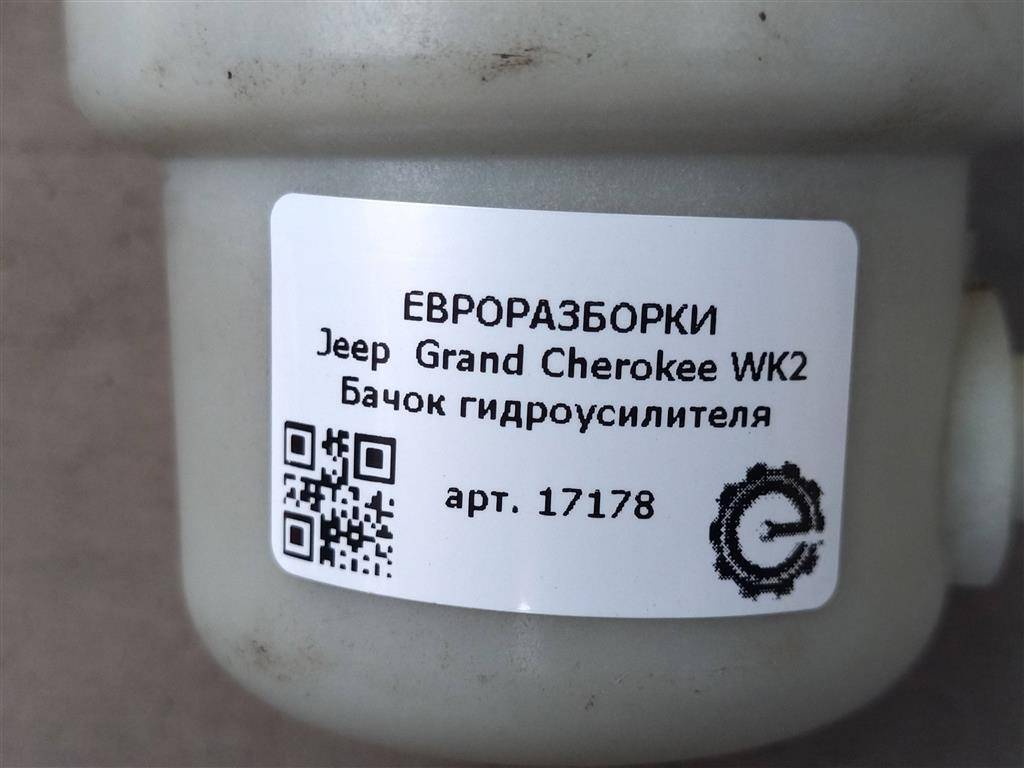 ЕВРОРАЗБОРКИ
Jeep Grand Cherokee WK2
Бачок гидроусилителя
арт. 17178